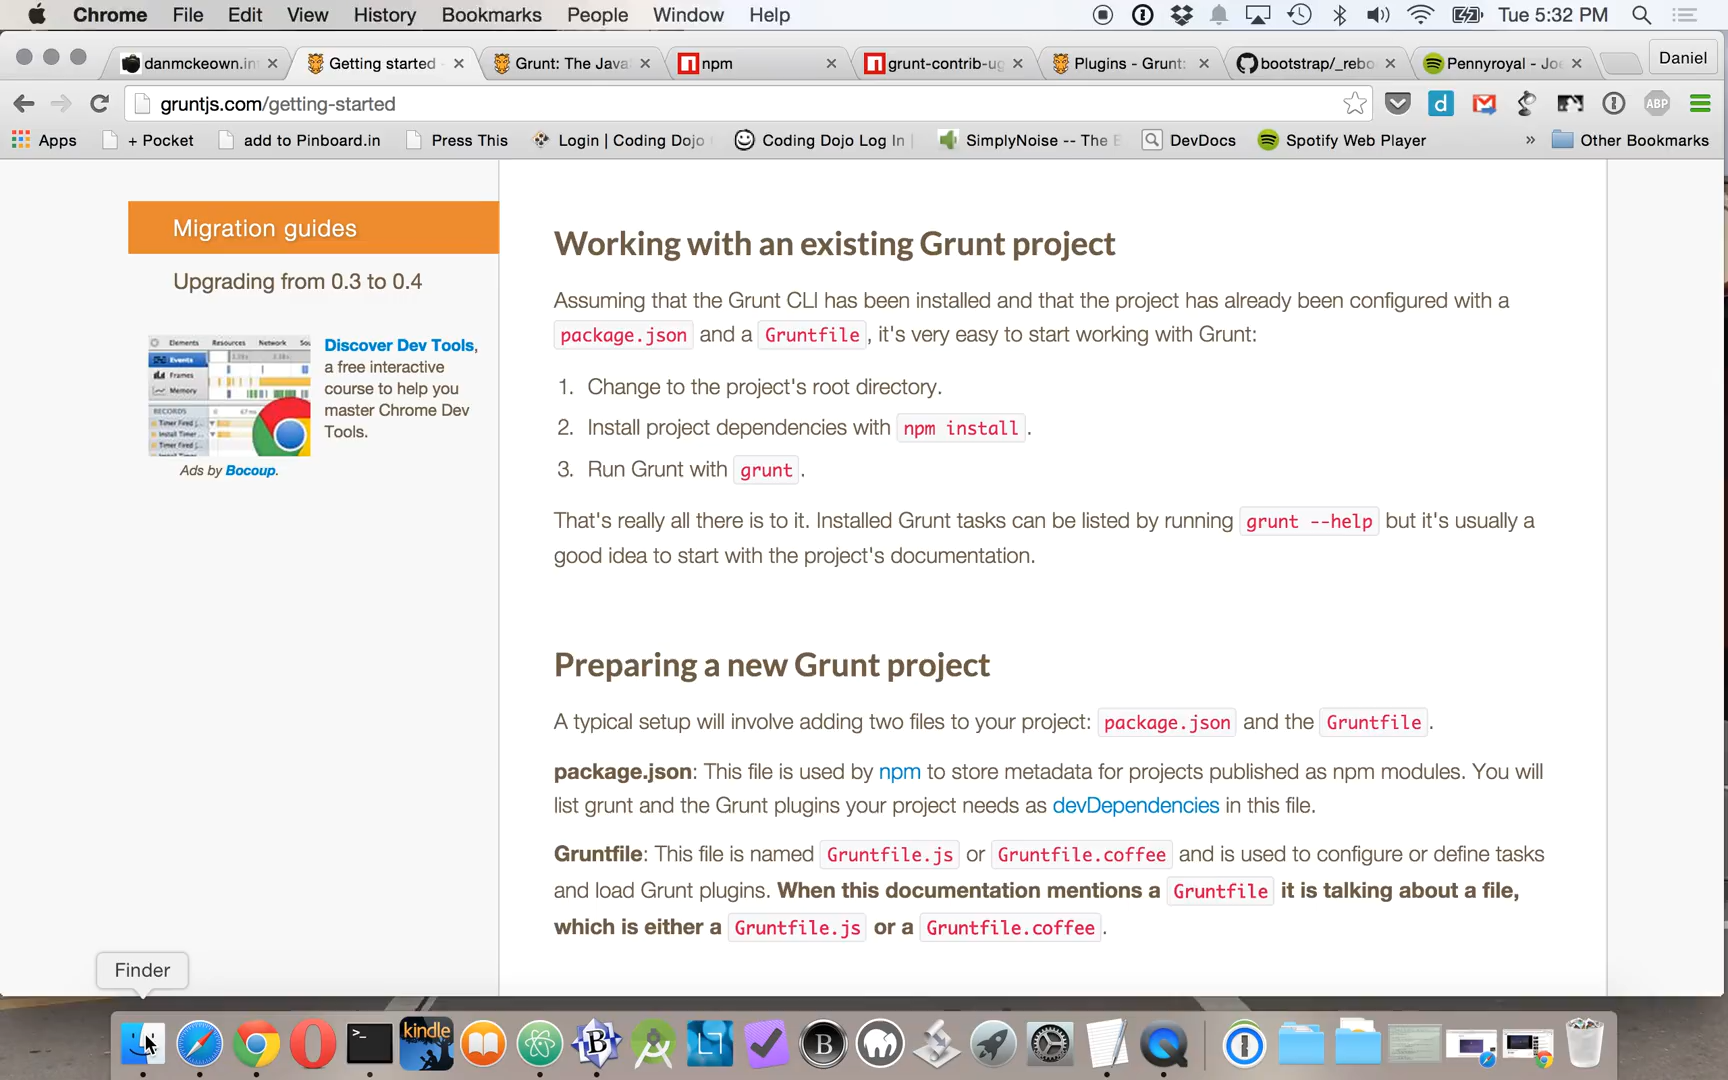 Chrome File Edit View History Bookmarks People Window Help Tue 5:32 PM
danmckeown.in Getting started - Grunt: The Java npm grunt-contrib-ug Plugins - Grunt: bootstrap/_rebo Pennyroyal - Joe Daniel
gruntjs.com/getting-started
Apps + Pocket add to Pinboard.in Press This Login | Coding Dojo Coding Dojo Log In SimplyNoise -- The DevDocs Spotify Web Player » Other Bookmarks
Migration guides
Upgrading from 0.3 to 0.4
Elements Resources Network
Events
Frames
Memory
RECORDS
Discover Dev Tools,
a free interactive
course to help you
master Chrome Dev
Tools.
Ads by Bocoup.
Working with an existing Grunt project
Assuming that the Grunt CLI has been installed and that the project has already been configured with a
package.json and a Gruntfile, it's very easy to start working with Grunt:
1. Change to the project's root directory.
2. Install project dependencies with npm install.
3. Run Grunt with grunt.
That's really all there is to it. Installed Grunt tasks can be listed by running grunt --help but it's usually a
good idea to start with the project's documentation.
Preparing a new Grunt project
A typical setup will involve adding two files to your project: package.json and the Gruntfile.
package.json: This file is used by npm to store metadata for projects published as npm modules. You will
list grunt and the Grunt plugins your project needs as devDependencies in this file.
Gruntfile: This file is named Gruntfile.js or Gruntfile.coffee and is used to configure or define tasks
and load Grunt plugins. When this documentation mentions a Gruntfile it is talking about a file,
which is either a Gruntfile.js or a Gruntfile.coffee.
Finder
kindle